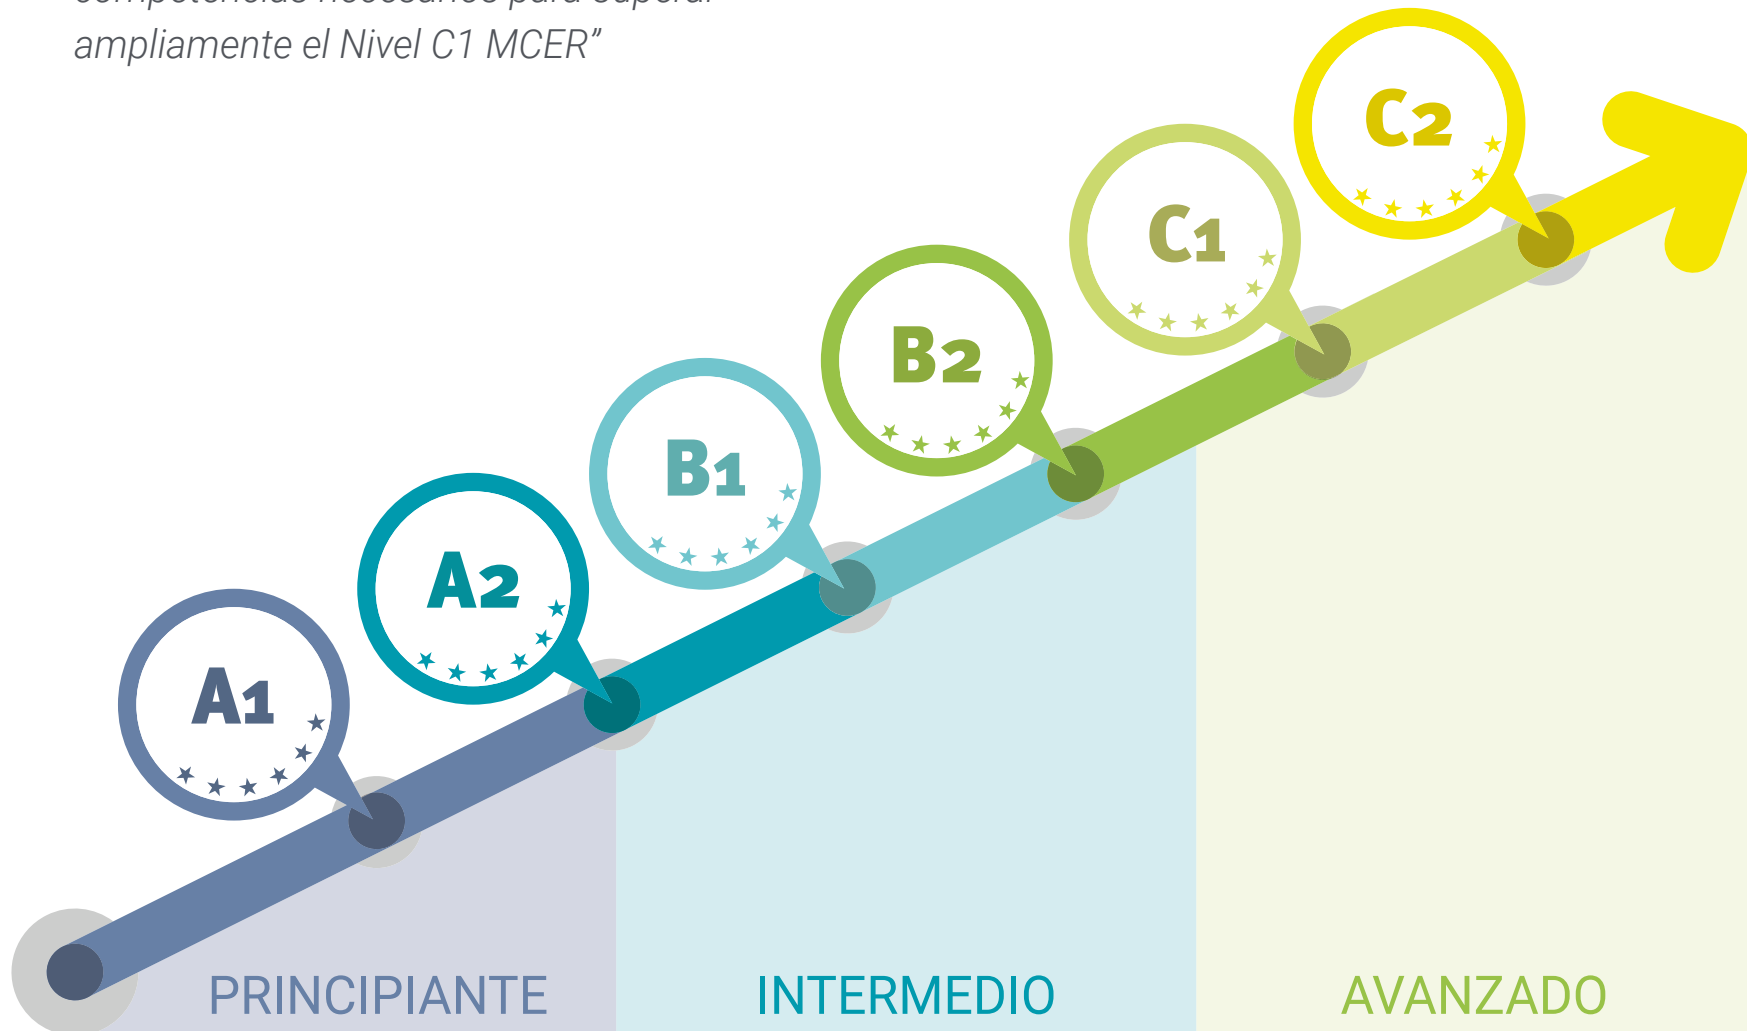 ampliamente el Nivel C1 MCER”
C2
C1
B2
B1
A2
A1
PRINCIPIANTE
INTERMEDIO
AVANZADO